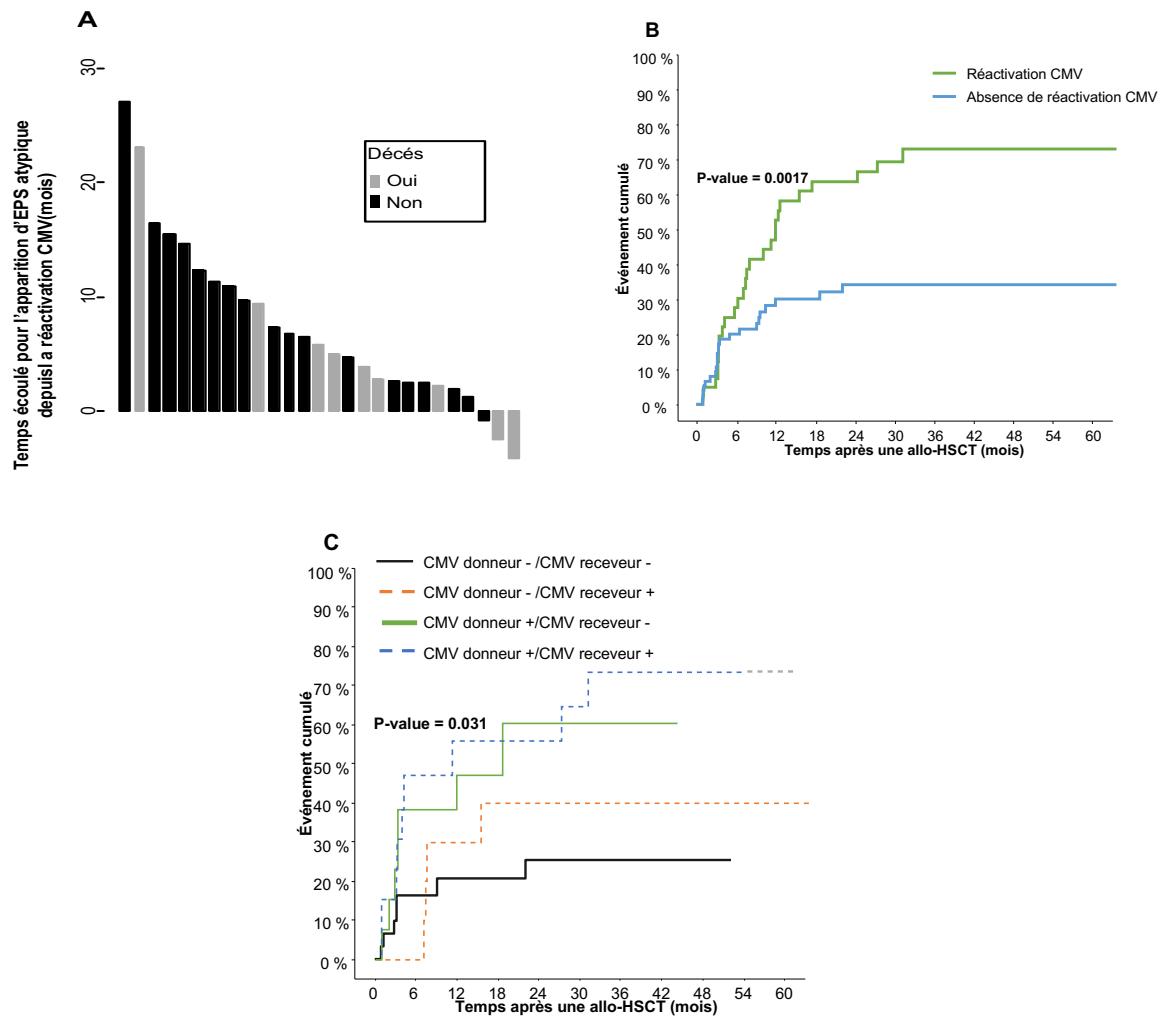 A
Temps écoulé pour l'apparition d'EPS atypique
depuisl a réactivation CMV(mois)
30
20
10
0
Décés
Oui
Non
B
Événement cumulé
100 %
90 %
80 %
70 %
60 %
50 %
40 %
30 %
20 %
10 %
0 %
Réactivation CMV
Absence de réactivation CMV
P-value = 0.0017
0 6 12 18 24 30 36 42 48 54 60
Temps après une allo-HSCT (mois)
C
CMV donneur - /CMV receveur -
CMV donneur - /CMV receveur +
CMV donneur +/CMV receveur -
CMV donneur +/CMV receveur +
Événement cumulé
100 %
90 %
80 %
70 %
60 %
50 %
40 %
30 %
20 %
10 %
0 %
P-value = 0.031
0 6 12 18 24 30 36 42 48 54 60
Temps après une allo-HSCT (mois)